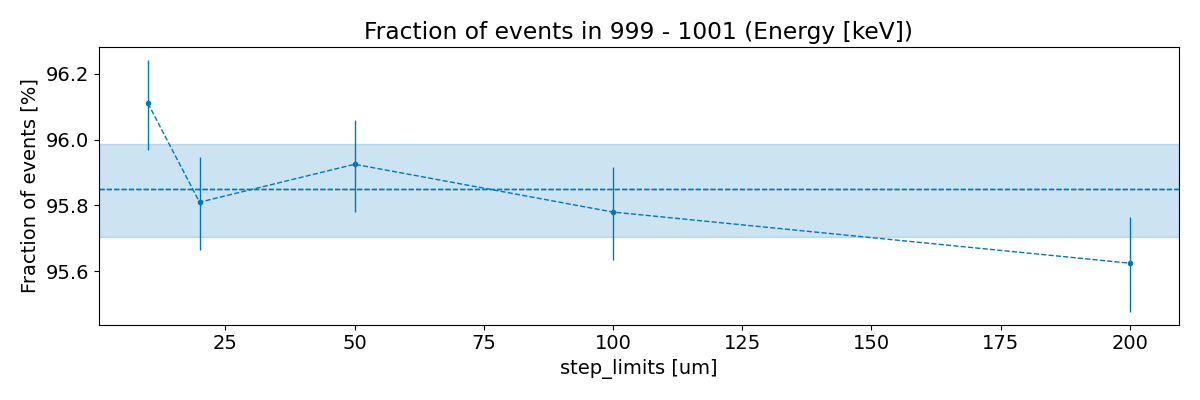 Fraction of events in 999 - 1001 (Energy [keV])
Fraction of events [%]
96.2
96.0
95.8
95.6
25 50 75 100 125 150 175 200
step_limits [um]